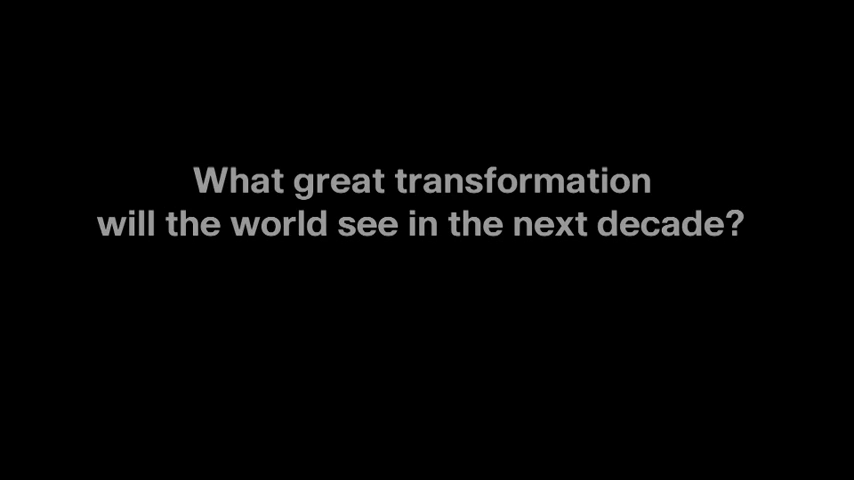 What great transformation
will the world see in the next decade?